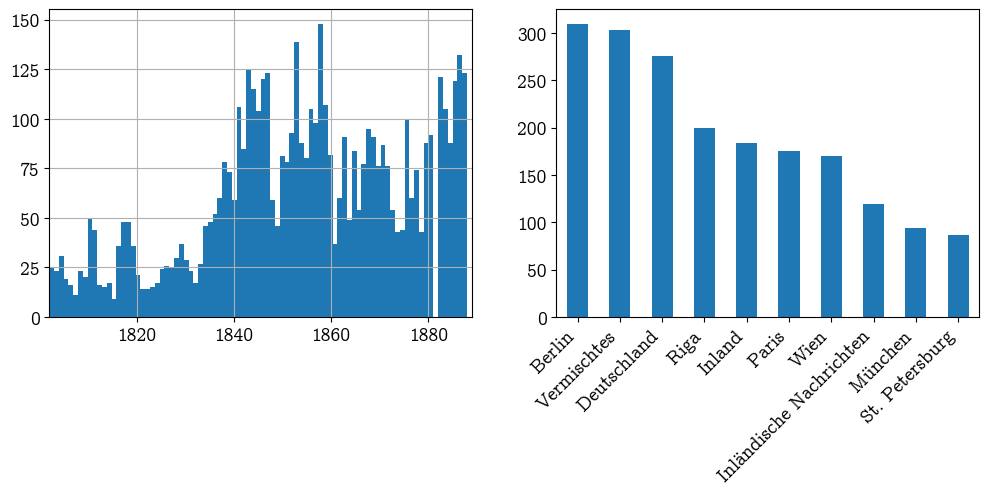 150
125
100
75
50
25
0
1820 1840 1860 1880
300
250
200
150
100
50
0
Berlin
Vermischtes
Deutschland
Riga
Inland
Paris
Wien
Inländische Nachrichten
München
St. Petersburg